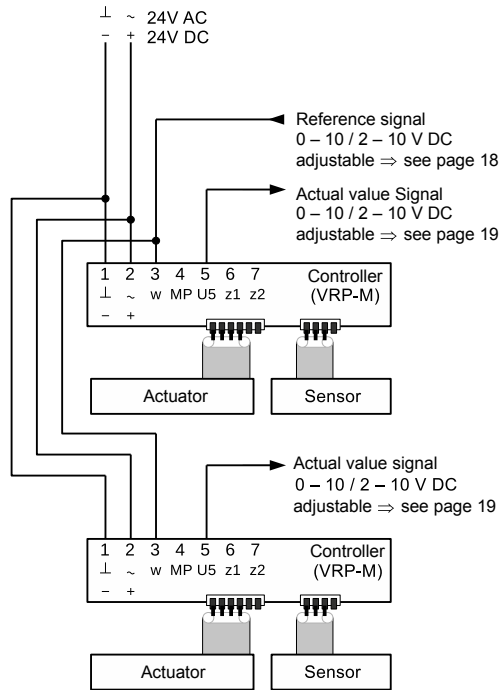 ⊥ ~ 24V AC
− + 24V DC
Reference signal
0 – 10 / 2 – 10 V DC
adjustable ⇒ see page 18
Actual value Signal
0 – 10 / 2 – 10 V DC
adjustable ⇒ see page 19
1 2 3 4 5 6 7 Controller
⊥ ~ w MP U5 z1 z2 (VRP-M)
− +
Actuator Sensor
Actual value signal
0 – 10 / 2 – 10 V DC
adjustable ⇒ see page 19
1 2 3 4 5 6 7 Controller
⊥ ~ w MP U5 z1 z2 (VRP-M)
− +
Actuator Sensor